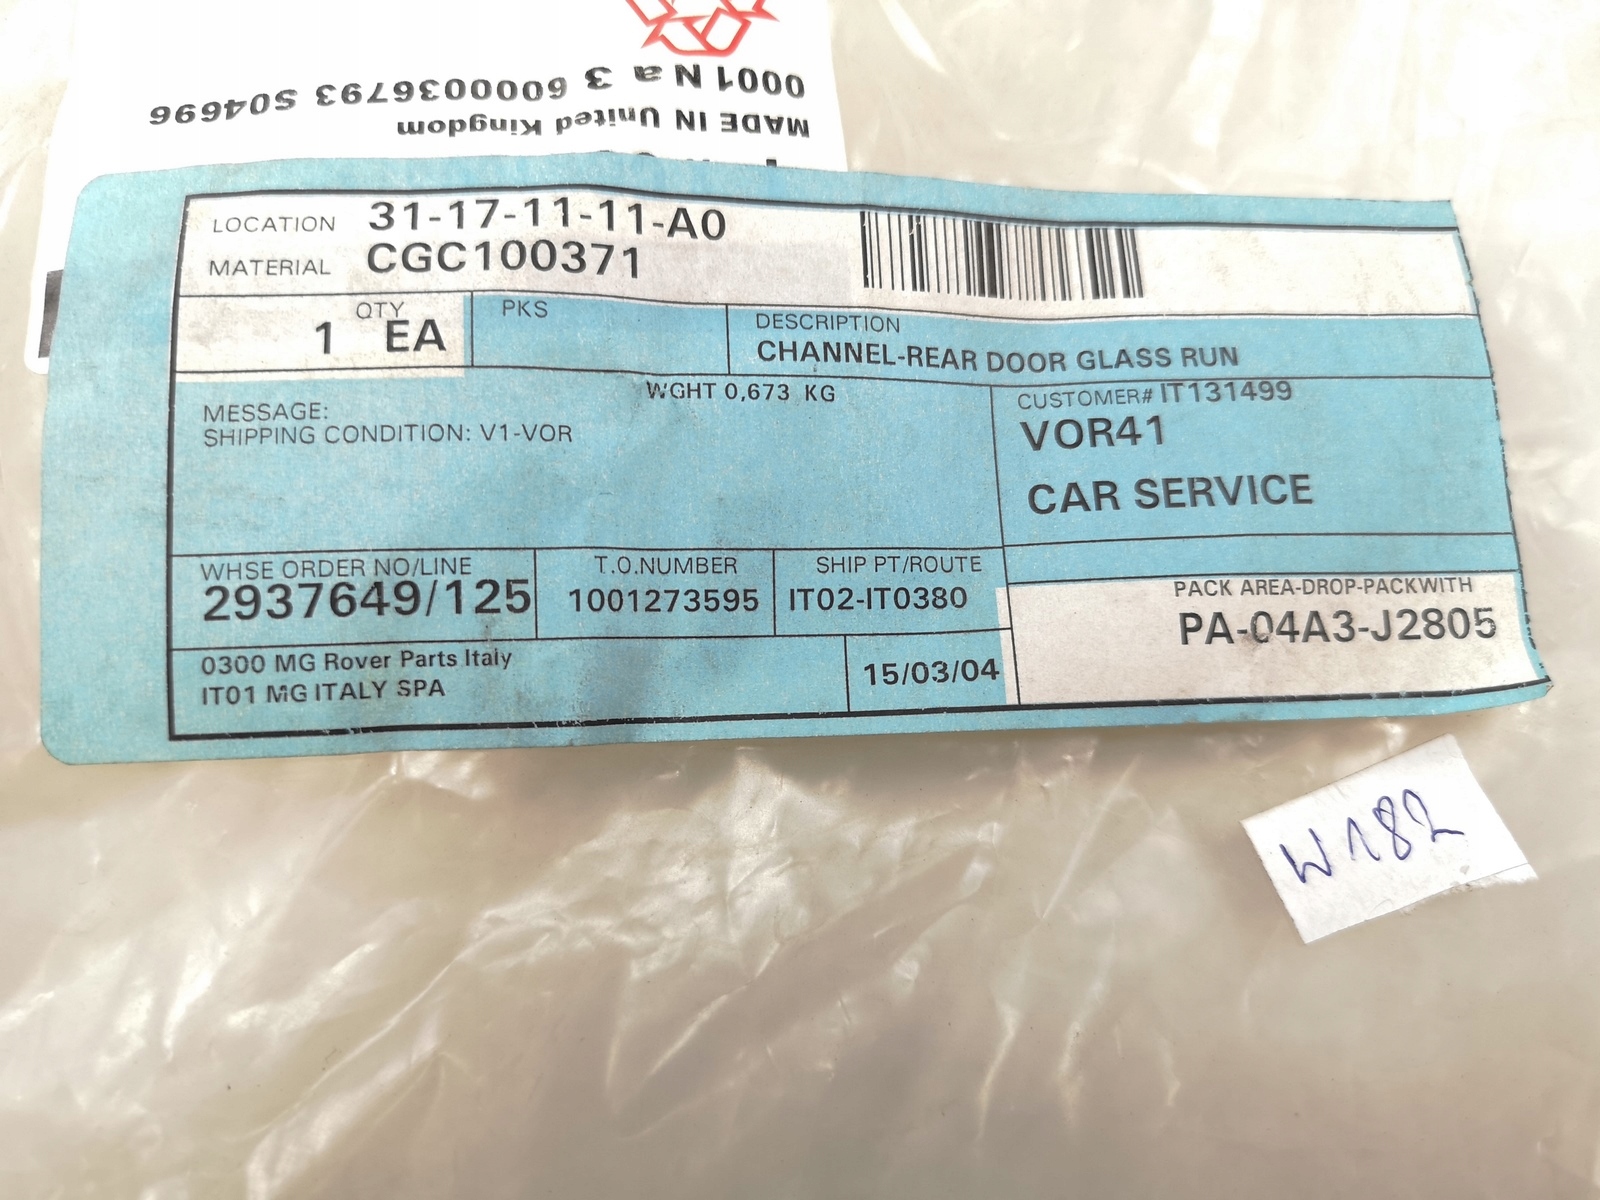 0001 N a 3 6000036793 S04696
MADE IN United Kingdom
LOCATION 31-17-11-11-A0
MATERIAL CGC100371
QTY
1 EA
PKS
DESCRIPTION
CHANNEL-REAR DOOR GLASS RUN
WGHT 0,673 KG
MESSAGE:
SHIPPING CONDITION: V1-VOR
CUSTOMER# IT131499
VOR41
CAR SERVICE
WHSE ORDER NO/LINE
2937649/125
T.O.NUMBER
1001273595
SHIP PT/ROUTE
IT02-IT0380
PACK AREA-DROP-PACKWITH
PA-04A3-J2805
0300 MG Rover Parts Italy
IT01 MG ITALY SPA
15/03/04
W182